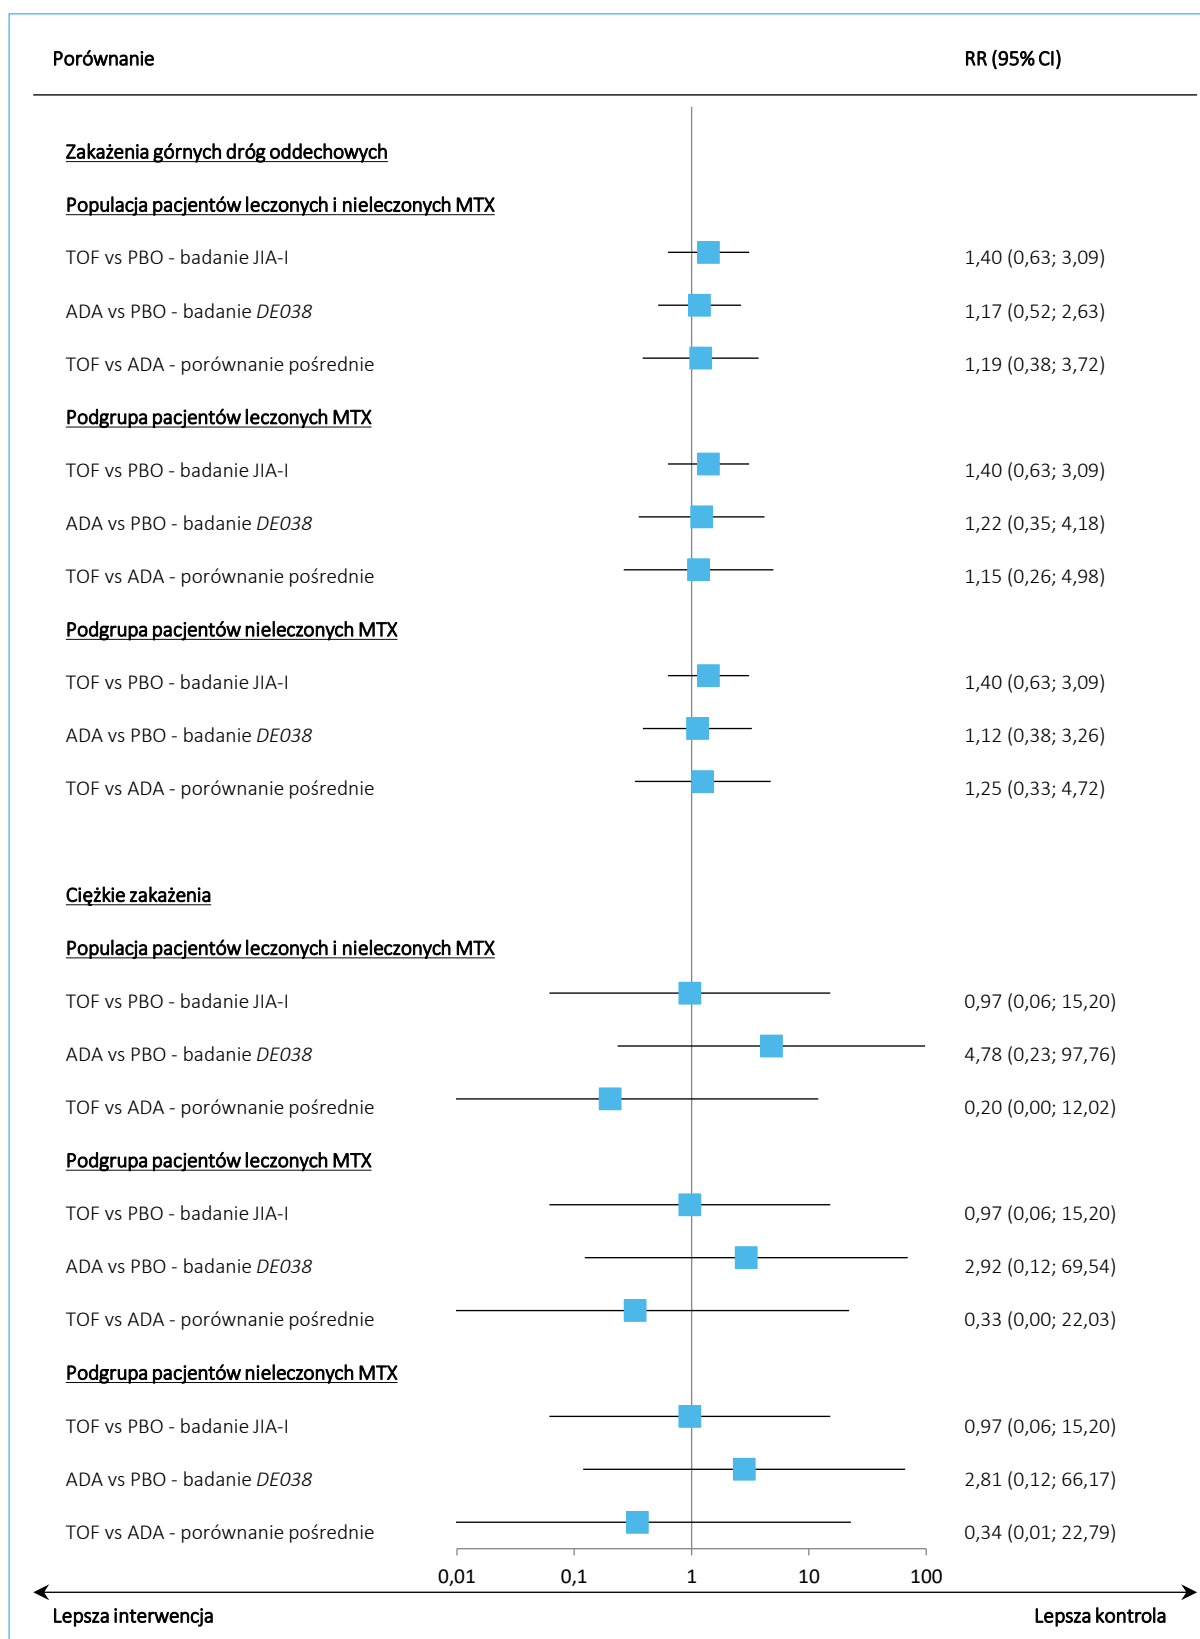 Porównanie RR (95% CI)
Zakażenia górnych dróg oddechowych
Populacja pacjentów leczonych i nieleczonych MTX
TOF vs PBO - badanie JIA-I 1,40 (0,63; 3,09)
ADA vs PBO - badanie DE038 1,17 (0,52; 2,63)
TOF vs ADA - porównanie pośrednie 1,19 (0,38; 3,72)
Podgrupa pacjentów leczonych MTX
TOF vs PBO - badanie JIA-I 1,40 (0,63; 3,09)
ADA vs PBO - badanie DE038 1,22 (0,35; 4,18)
TOF vs ADA - porównanie pośrednie 1,15 (0,26; 4,98)
Podgrupa pacjentów nieleczonych MTX
TOF vs PBO - badanie JIA-I 1,40 (0,63; 3,09)
ADA vs PBO - badanie DE038 1,12 (0,38; 3,26)
TOF vs ADA - porównanie pośrednie 1,25 (0,33; 4,72)
Ciężkie zakażenia
Populacja pacjentów leczonych i nieleczonych MTX
TOF vs PBO - badanie JIA-I 0,97 (0,06; 15,20)
ADA vs PBO - badanie DE038 4,78 (0,23; 97,76)
TOF vs ADA - porównanie pośrednie 0,20 (0,00; 12,02)
Podgrupa pacjentów leczonych MTX
TOF vs PBO - badanie JIA-I 0,97 (0,06; 15,20)
ADA vs PBO - badanie DE038 2,92 (0,12; 69,54)
TOF vs ADA - porównanie pośrednie 0,33 (0,00; 22,03)
Podgrupa pacjentów nieleczonych MTX
TOF vs PBO - badanie JIA-I 0,97 (0,06; 15,20)
ADA vs PBO - badanie DE038 2,81 (0,12; 66,17)
TOF vs ADA - porównanie pośrednie 0,34 (0,01; 22,79)
0,01 0,1 1 10 100
Lepsza interwencja Lepsza kontrola